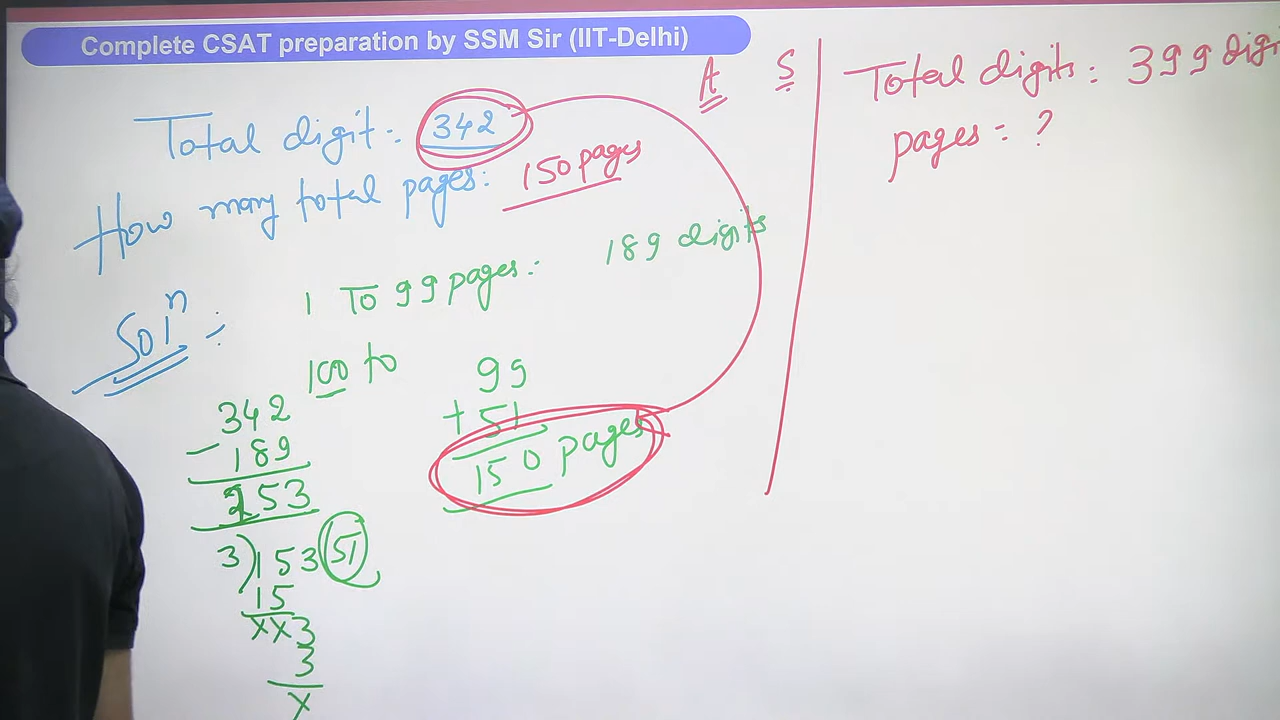 Complete CSAT preparation by SSM Sir (IIT-Delhi)
A S
Total digit:- 342
How many total pages: 150 pages
1 To 99 pages:- 189 digits
Solⁿ :-
100 to
342
- 189
153
3)153(51
15
xx3
3
x
99
+ 51
150 pages
Total digits: 399 digi
pages = ?